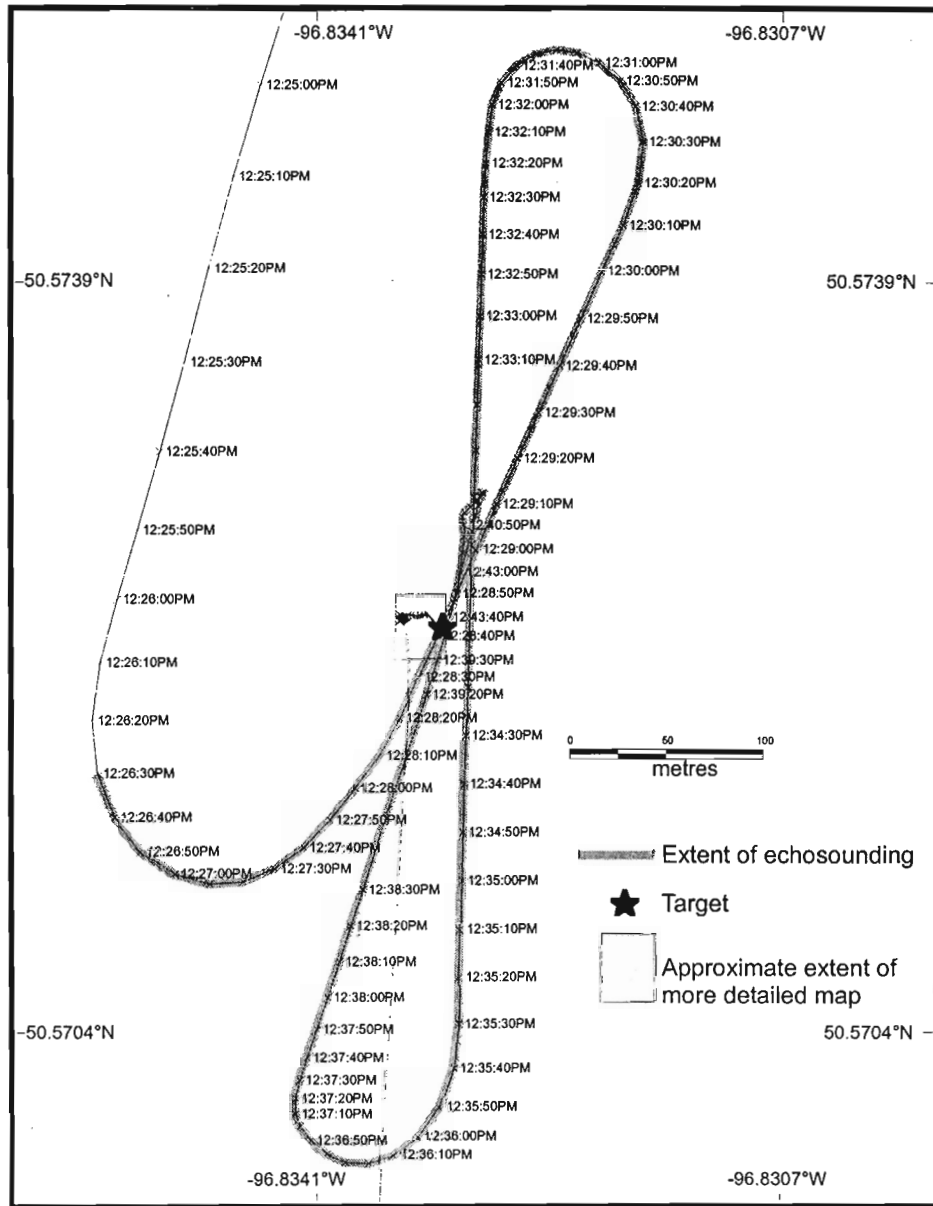 -96.8341°W
-96.8307°W
12:31:40PM
12:31:00PM
12:25:00PM
12:31:50PM
12:30:50PM
12:32:00PM
12:30:40PM
12:32:10PM
12:30:30PM
12:32:20PM
12:25:10PM
12:30:20PM
12:32:30PM
12:30:10PM
12:32:40PM
12:25:20PM
12:32:50PM
12:30:00PM
50.5739°N
50.5739°N
12:33:00PM
12:29:50PM
12:25:30PM
12:33:10PM
12:29:40PM
12:29:30PM
12:25:40PM
12:29:20PM
12:29:10PM
12:25:50PM
12:40:50PM
12:29:00PM
12:43:00PM
12:26:00PM
12:28:50PM
12:43:40PM
12:28:40PM
12:26:10PM
12:39:30PM
12:28:30PM
12:39:20PM
12:26:20PM
12:28:20PM
12:34:30PM
0 50 100
metres
12:28:10PM
12:26:30PM
12:28:00PM
12:34:40PM
12:26:40PM
12:27:50PM
12:34:50PM
12:26:50PM
12:27:40PM
Extent of echosounding
12:27:00PM
12:27:30PM
12:35:00PM
12:38:30PM
Target
12:38:20PM
12:35:10PM
12:38:10PM
12:35:20PM
Approximate extent of
more detailed map
12:38:00PM
12:35:30PM
50.5704°N
50.5704°N
12:37:50PM
12:37:40PM
12:35:40PM
12:37:30PM
12:37:20PM
12:35:50PM
12:37:10PM
12:36:50PM
12:36:00PM
12:36:10PM
-96.8341°W
-96.8307°W